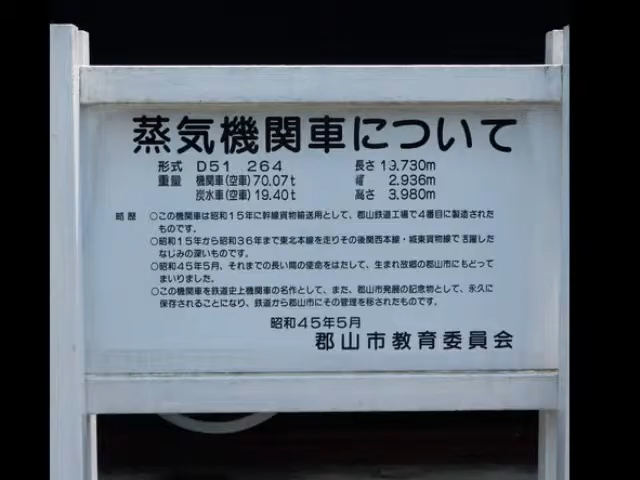 蒸気機関車について
形式 D51 264 長さ 19.730m
重量 機関車(空車)70.07t 幅 2.936m
炭水車(空車)19.40t 高さ 3.980m
略歴 ○この機関車は昭和15年に幹線貨物輸送用として、郡山鉄道工場で4番目に製造された
ものです。
○昭和15年から昭和36年まで東北本線を走りその後関西本線・城東貨物線で活躍した
なじみの深いものです。
○昭和45年5月、それまでの長い間の使命をはたして、生まれ故郷の郡山市にもどって
まいりました。
○この機関車を鉄道史上機関車の名作として、また、郡山市発展の記念物として、永久に
保存されることになり、鉄道から郡山市にその管理を移されたものです。
昭和45年5月
郡山市教育委員会